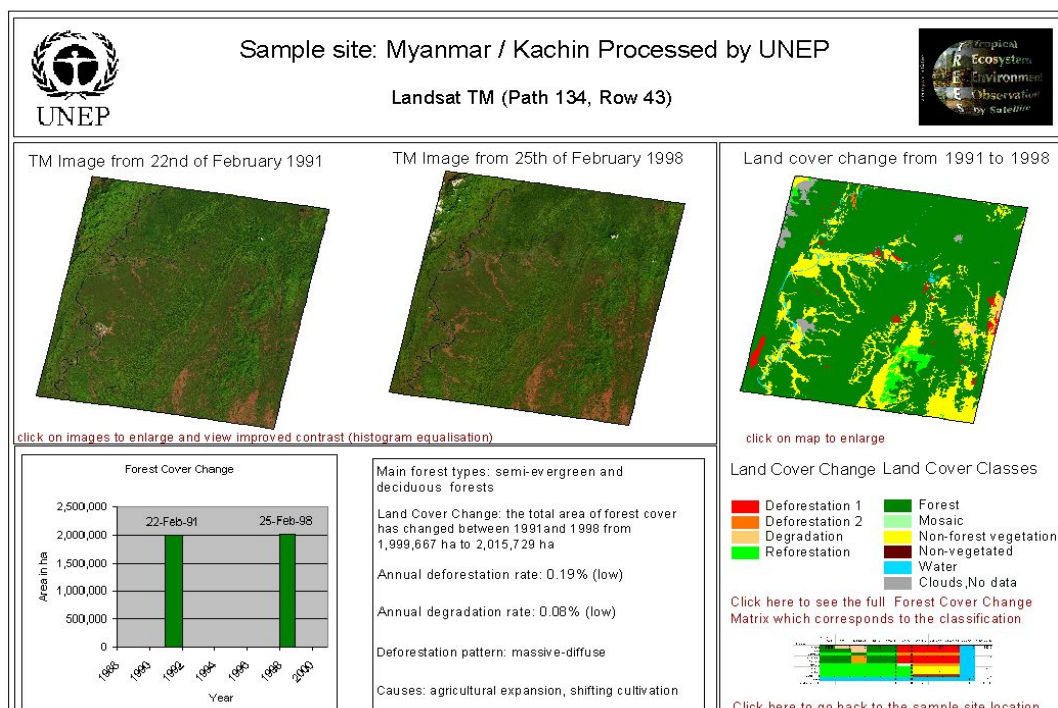 UNEP
Sample site: Myanmar / Kachin Processed by UNEP
Landsat TM (Path 134, Row 43)
Tropical
Ecosystem
Environment
Observation
by Satellite
TM Image from 22nd of February 1991
TM Image from 25th of February 1998
click on images to enlarge and view improved contrast (histogram equalisation)
Land cover change from 1991 to 1998
click on map to enlarge
Forest Cover Change
2,500,000
2,000,000
1,500,000
1,000,000
500,000
0
Area in ha
22-Feb-91
25-Feb-98
1988
1990
1992
1994
1996
1998
2000
Year
Main forest types: semi-evergreen and
deciduous forests
Land Cover Change: the total area of forest cover
has changed between 1991and 1998 from
1,999,667 ha to 2,015,729 ha
Annual deforestation rate: 0.19% (low)
Annual degradation rate: 0.08% (low)
Deforestation pattern: massive-diffuse
Causes: agricultural expansion, shifting cultivation
Land Cover Change
Deforestation 1
Deforestation 2
Degradation
Reforestation
Land Cover Classes
Forest
Mosaic
Non-forest vegetation
Non-vegetated
Water
Clouds,No data
Click here to see the full Forest Cover Change
Matrix which corresponds to the classification
Click here to go back to the sample site location